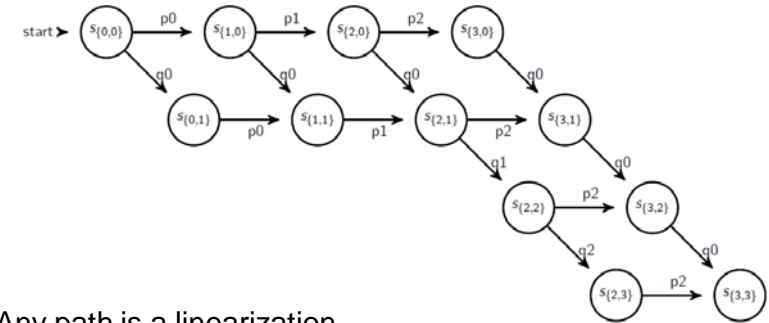 p0 p1 p2
start S{0,0} S{1,0} S{2,0} S{3,0}
q0 q0 q0 q0
S{0,1} S{1,1} S{2,1} S{3,1}
p0 p1 p2
q1 q0
p2
S{2,2} S{3,2}
q2 q0
p2
S{2,3} S{3,3}
Any path is a linearization